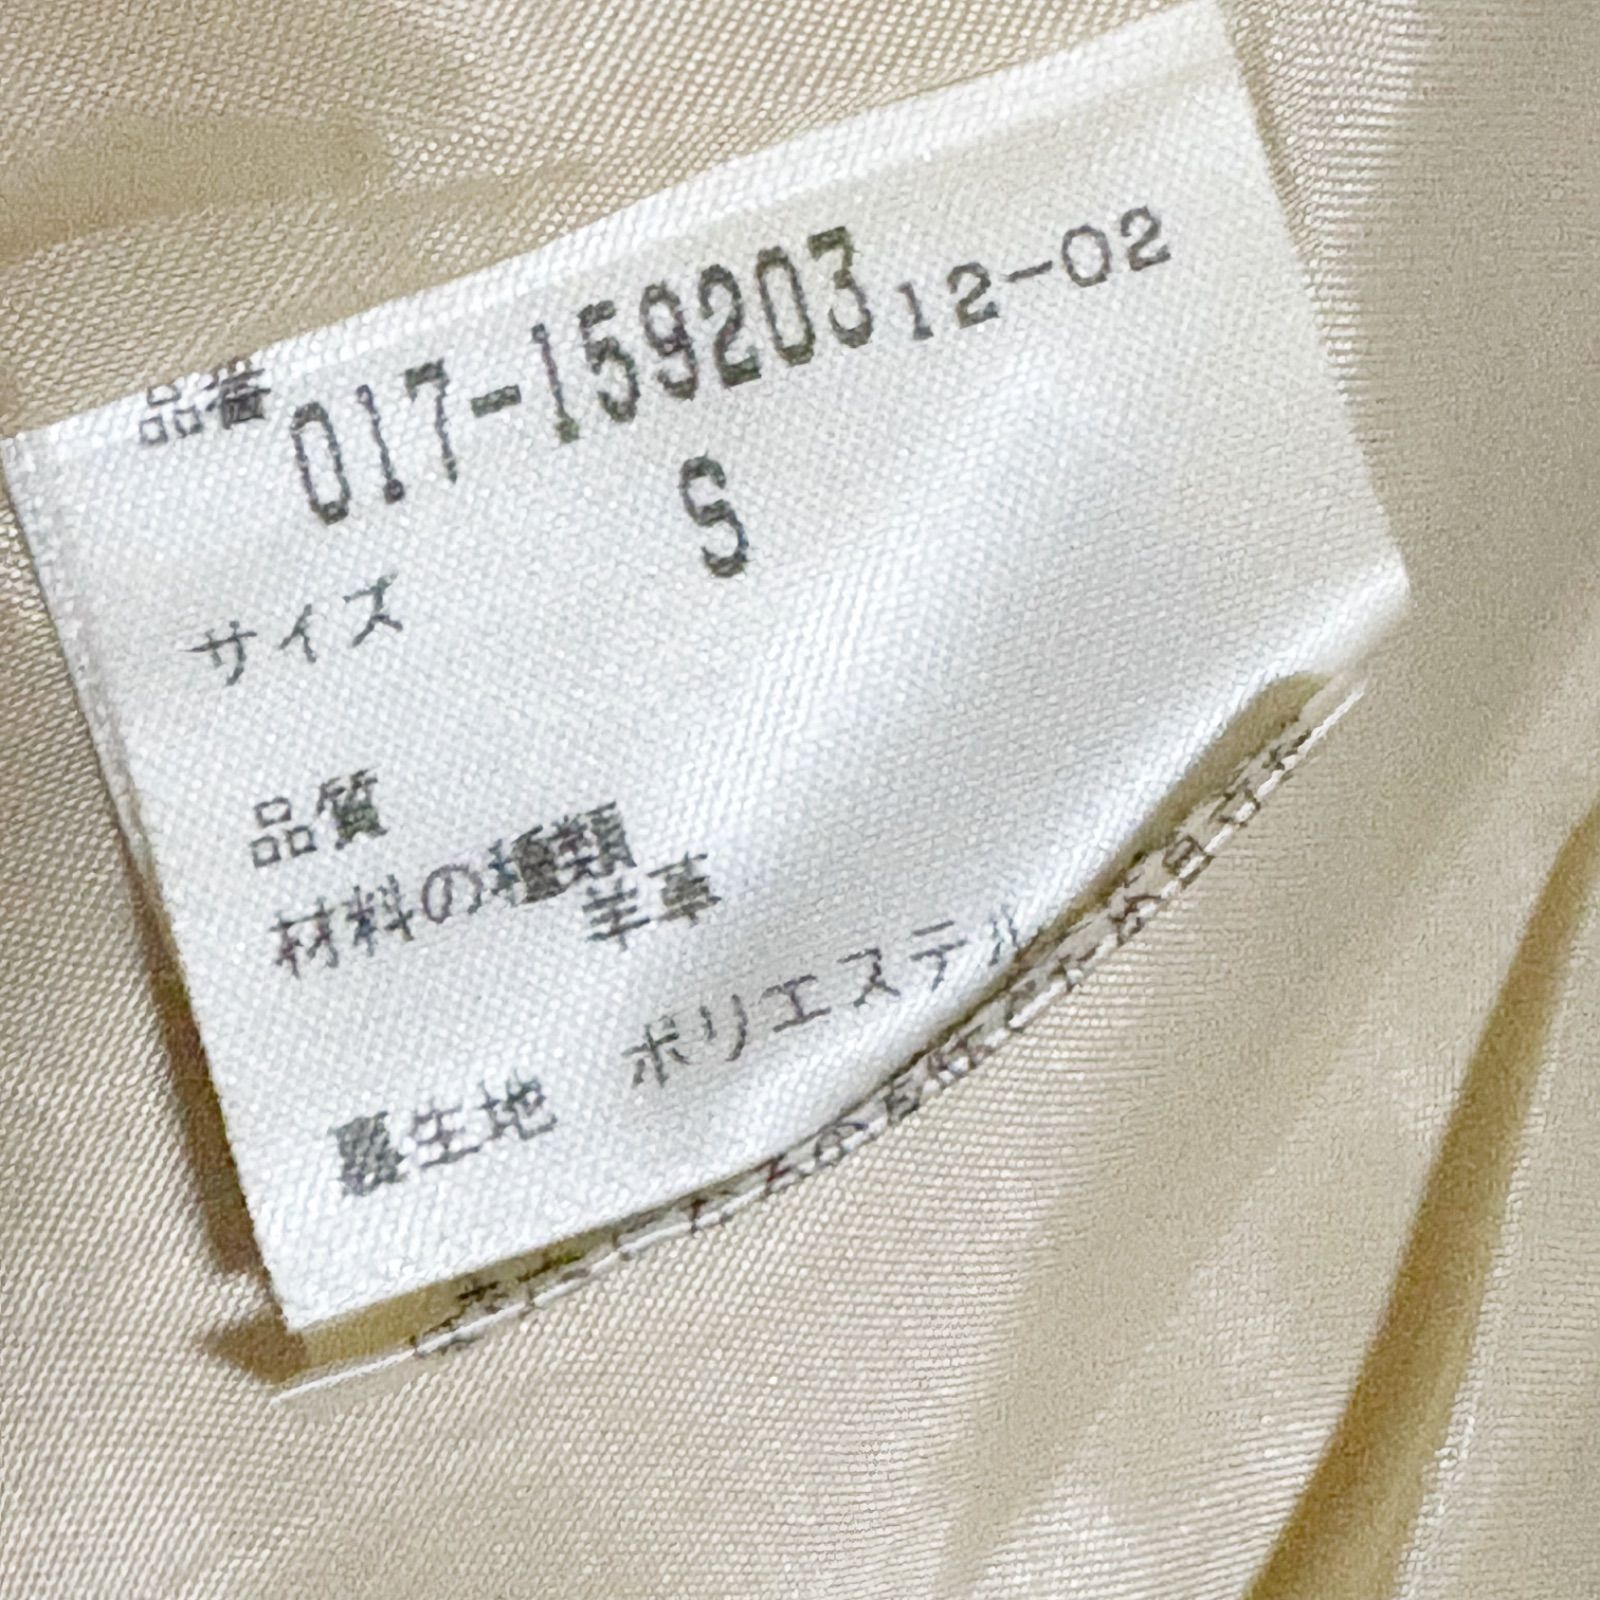 品番 017-159203 12-02
サイズ S
品質
材料の種類
羊革
ポリエステル
裏生地